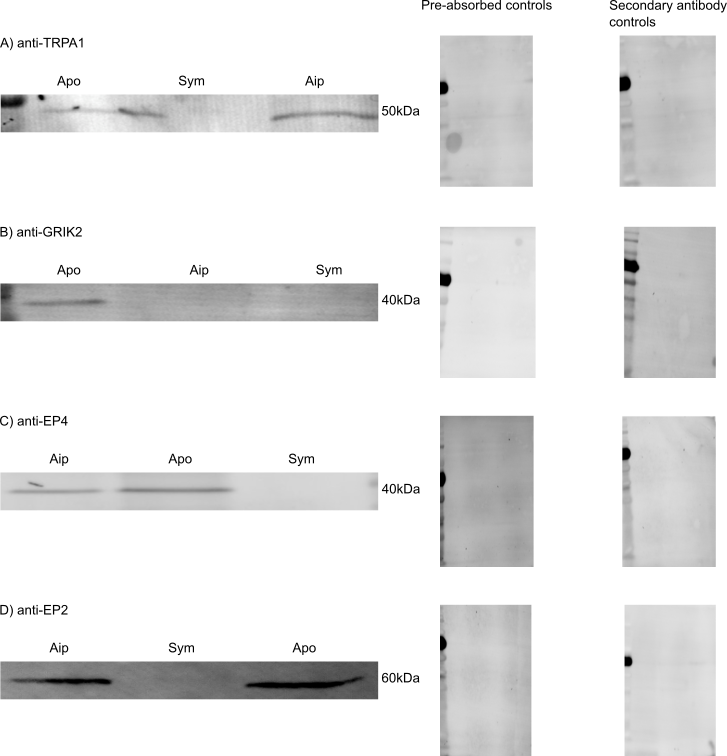 Pre-absorbed controls
Secondary antibody
controls
A) anti-TRPA1
Apo Sym Aip
50kDa
B) anti-GRIK2
Apo Aip Sym
40kDa
C) anti-EP4
Aip Apo Sym
40kDa
D) anti-EP2
Aip Sym Apo
60kDa